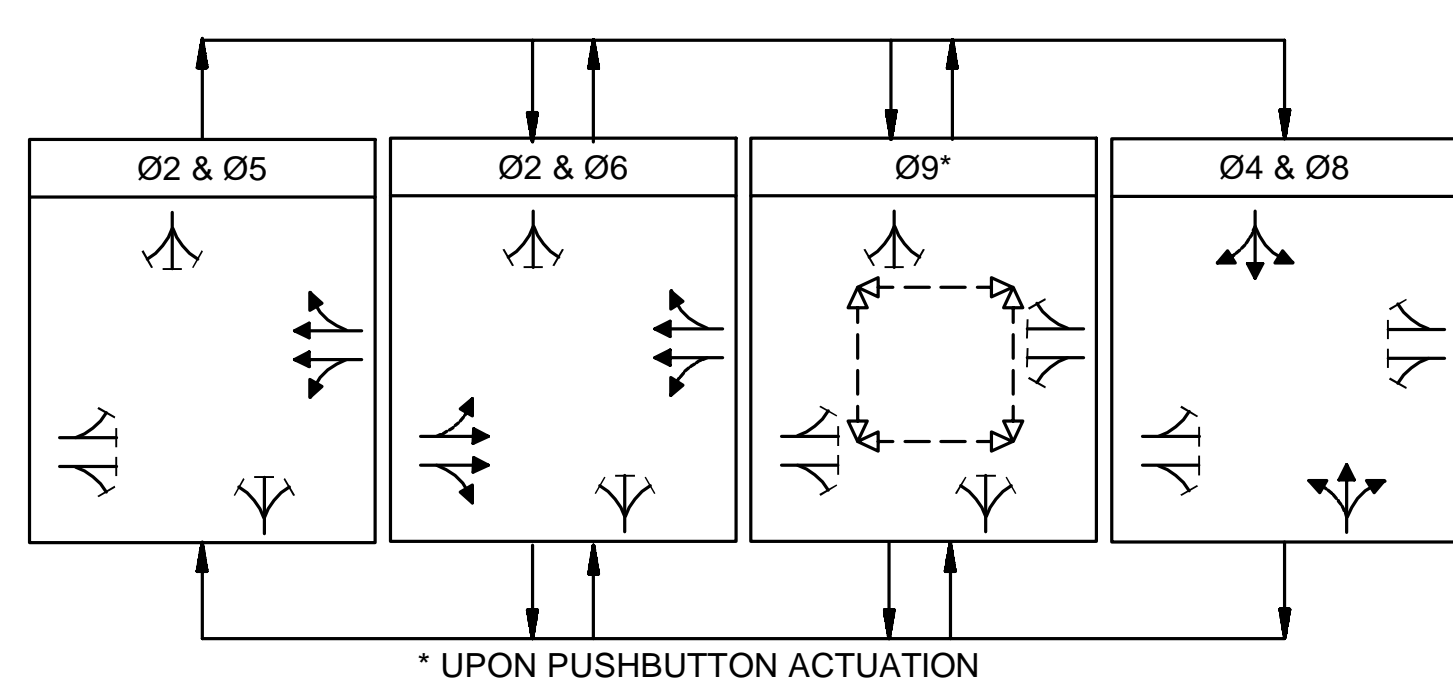 Ø2 & Ø5
Ø2 & Ø6
Ø9*
Ø4 & Ø8
* UPON PUSHBUTTON ACTUATION